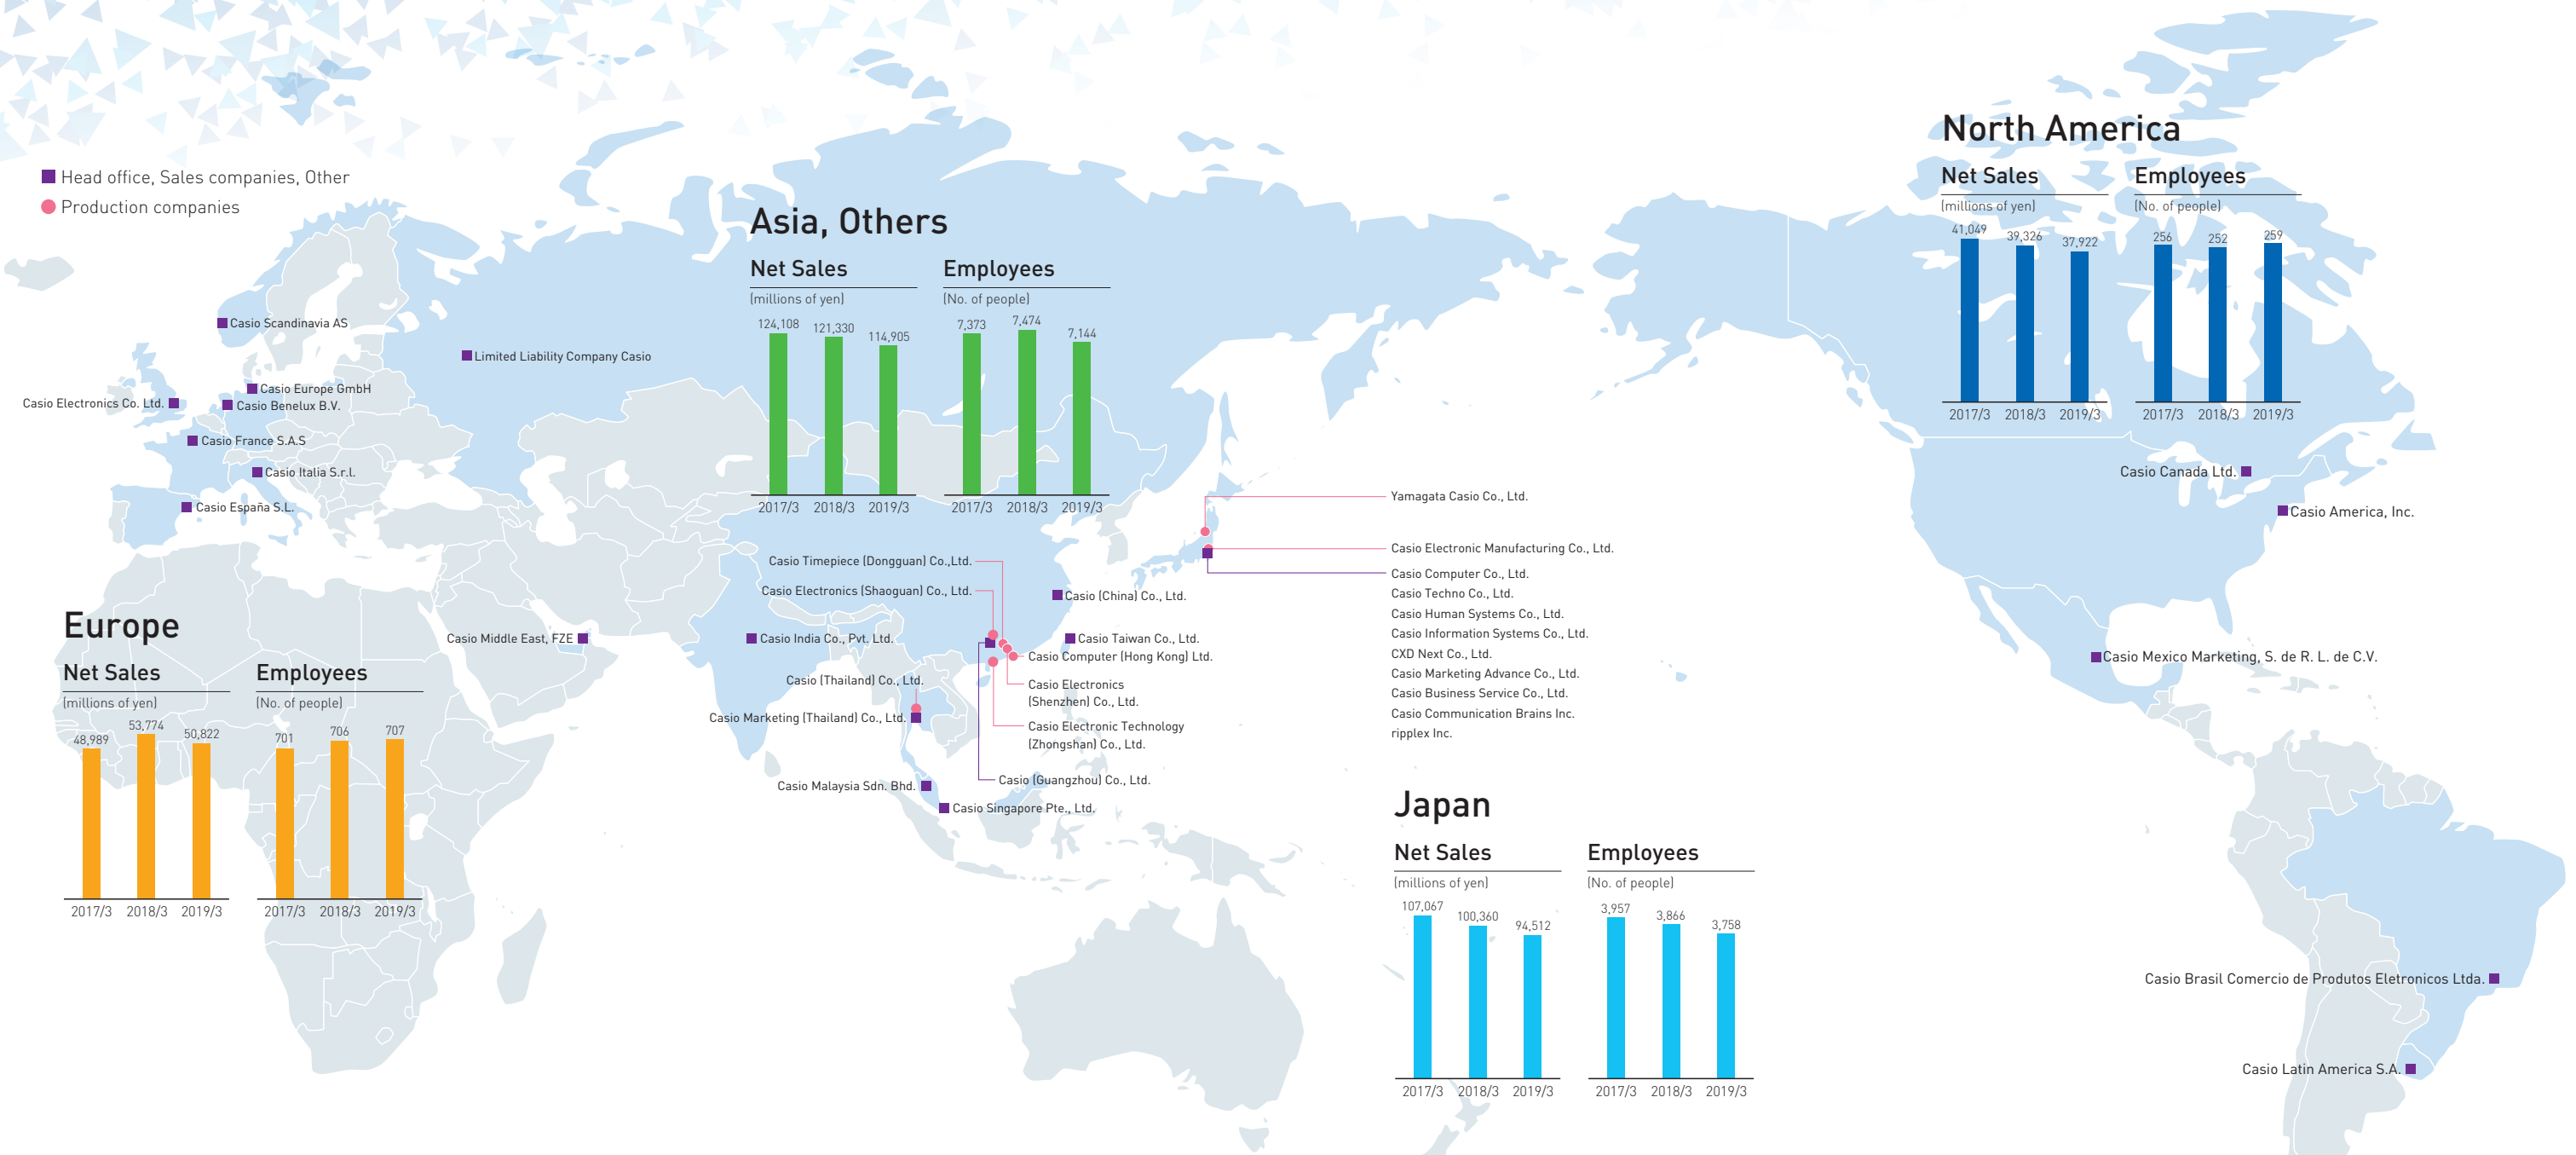 Head office, Sales companies, Other
Production companies
Casio Scandinavia AS
Limited Liability Company Casio
Casio Europe GmbH
Casio Electronics Co. Ltd.
Casio Benelux B.V.
Casio France S.A.S
Casio Italia S.r.l.
Casio España S.L.
Casio Middle East, FZE
Europe
Net Sales
(millions of yen)
48,989
53,774
50,822
2017/3 2018/3 2019/3
Employees
(No. of people)
701
706
707
2017/3 2018/3 2019/3
Asia, Others
Net Sales
(millions of yen)
124,108
121,330
114,905
2017/3 2018/3 2019/3
Employees
(No. of people)
7,373
7,474
7,144
2017/3 2018/3 2019/3
Casio Timepiece (Dongguan) Co.,Ltd.
Casio Electronics (Shaoguan) Co., Ltd.
Casio (China) Co., Ltd.
Casio India Co., Pvt. Ltd.
Casio Taiwan Co., Ltd.
Casio Computer (Hong Kong) Ltd.
Casio (Thailand) Co., Ltd.
Casio Electronics
(Shenzhen) Co., Ltd.
Casio Marketing (Thailand) Co., Ltd.
Casio Electronic Technology
(Zhongshan) Co., Ltd.
Casio (Guangzhou) Co., Ltd.
Casio Malaysia Sdn. Bhd.
Casio Singapore Pte., Ltd.
Yamagata Casio Co., Ltd.
Casio Electronic Manufacturing Co., Ltd.
Casio Computer Co., Ltd.
Casio Techno Co., Ltd.
Casio Human Systems Co., Ltd.
Casio Information Systems Co., Ltd.
CXD Next Co., Ltd.
Casio Marketing Advance Co., Ltd.
Casio Business Service Co., Ltd.
Casio Communication Brains Inc.
ripplex Inc.
Japan
Net Sales
(millions of yen)
107,067
100,360
94,512
2017/3 2018/3 2019/3
Employees
(No. of people)
3,957
3,866
3,758
2017/3 2018/3 2019/3
North America
Net Sales
(millions of yen)
41,049
39,326
37,922
2017/3 2018/3 2019/3
Employees
(No. of people)
256
252
259
2017/3 2018/3 2019/3
Casio Canada Ltd.
Casio America, Inc.
Casio Mexico Marketing, S. de R. L. de C.V.
Casio Brasil Comercio de Produtos Eletronicos Ltda.
Casio Latin America S.A.